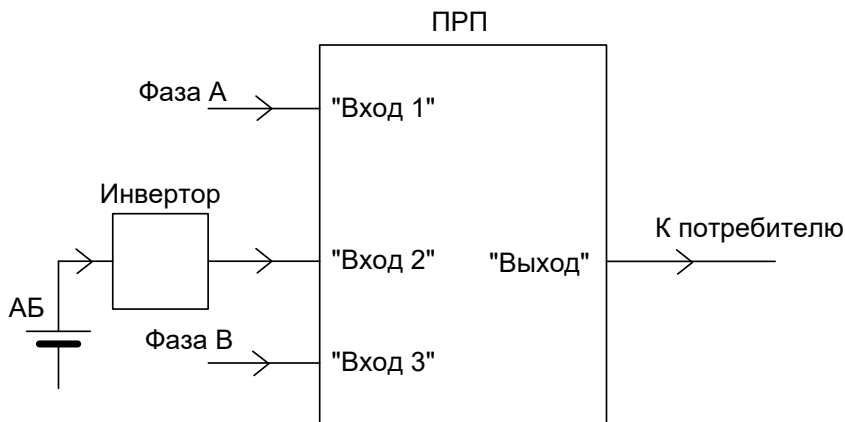 ПРП
Фаза А
"Вход 1"
Инвертор
"Вход 2"
"Выход"
К потребителю
АБ
Фаза В
"Вход 3"